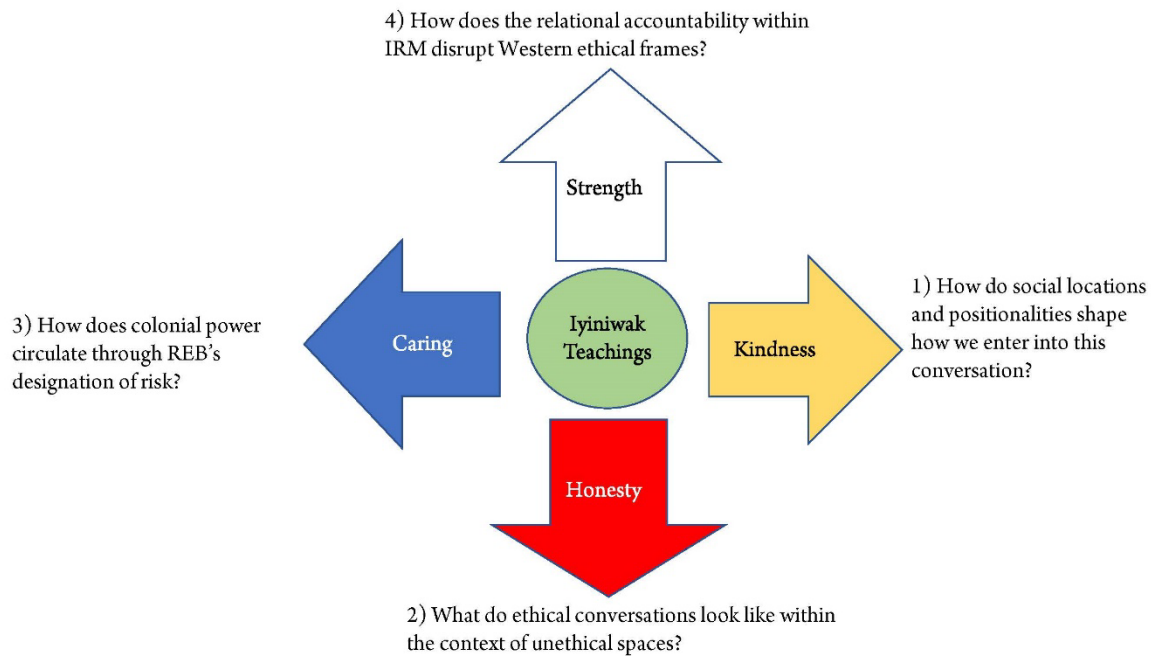 4) How does the relational accountability within
IRM disrupt Western ethical frames?
Strength
3) How does colonial power
circulate through REB's
designation of risk?
Caring
Iyiniwak
Teachings
Kindness
1) How do social locations
and positionalities shape
how we enter into this
conversation?
Honesty
2) What do ethical conversations look like within
the context of unethical spaces?